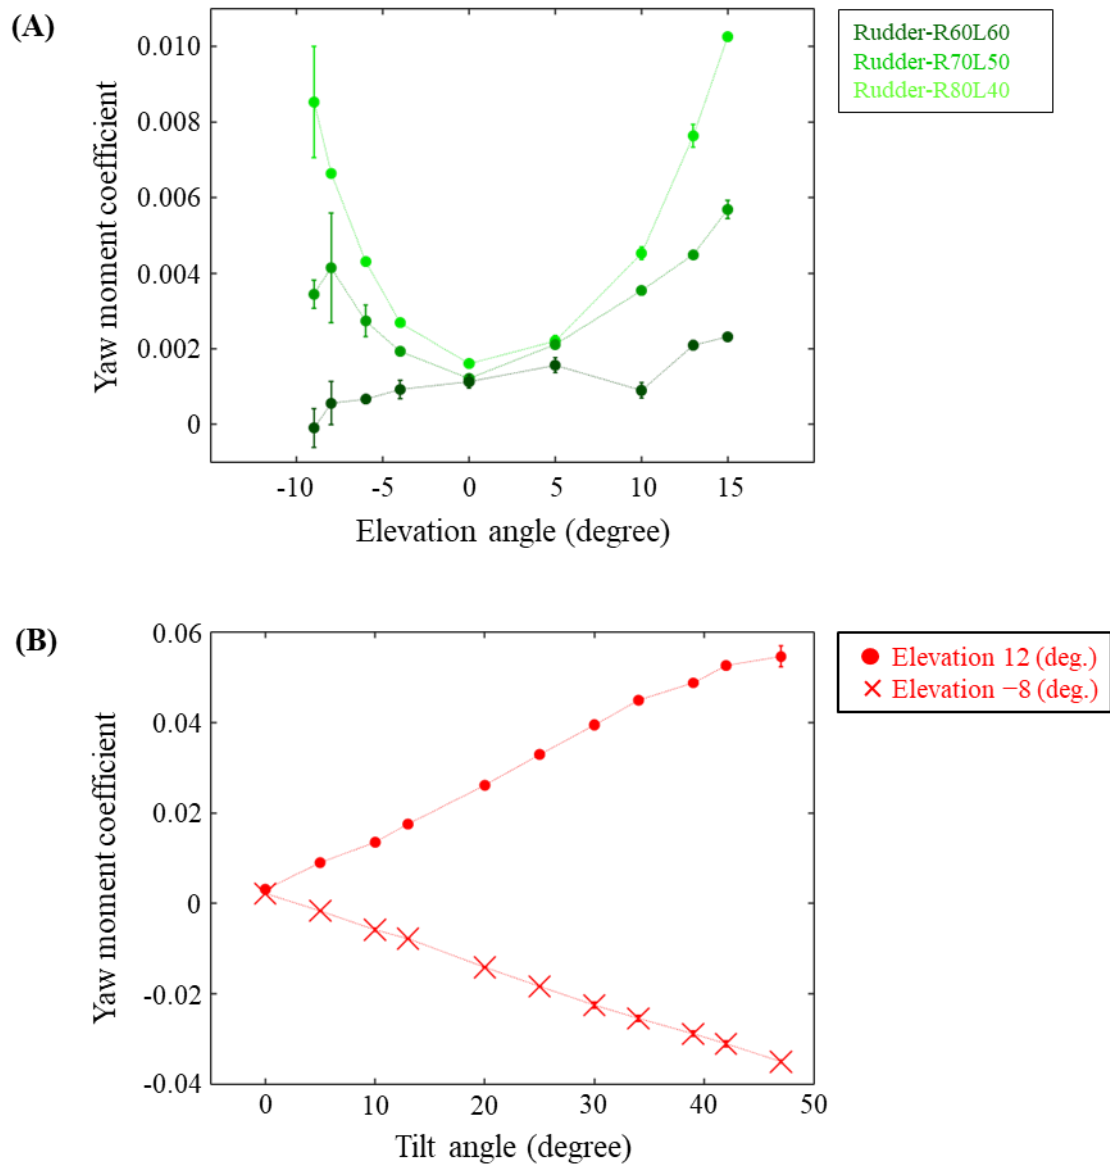 (A)
Yaw moment coefficient
0.010
0.008
0.006
0.004
0.002
0
-10 -5 0 5 10 15
Elevation angle (degree)
Rudder-R60L60
Rudder-R70L50
Rudder-R80L40
(B)
Yaw moment coefficient
0.06
0.04
0.02
0
-0.02
-0.04
0 10 20 30 40 50
Tilt angle (degree)
Elevation 12 (deg.)
Elevation −8 (deg.)